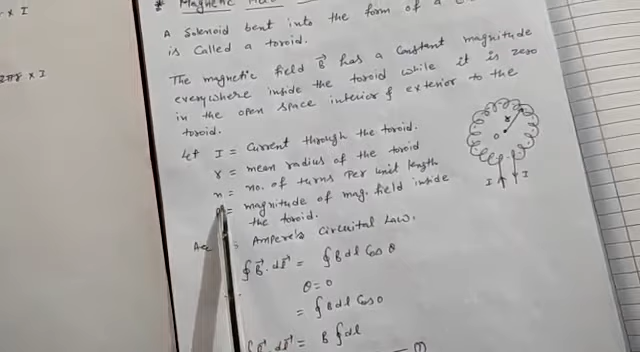 x I
2πr x I
* Magnetic
A Solenoid bent into the form of a
is Called a toroid.
The magnetic field B⃗ has a Constant magnitude
everywhere inside the toroid while it is zero
in the open space interior & exterior to the
toroid.
Let I = Current through the toroid.
r = mean radius of the toroid
n = no. of turns Per unit length
= magnitude of mag. field inside
the toroid.
Ampere's Circuital Law.
∮B⃗.dl⃗ = ∮ B dl Cos θ
θ = 0
= ∮ B dl Cos 0
∮B⃗.dl⃗ = B ∮ dl
r
o
I I